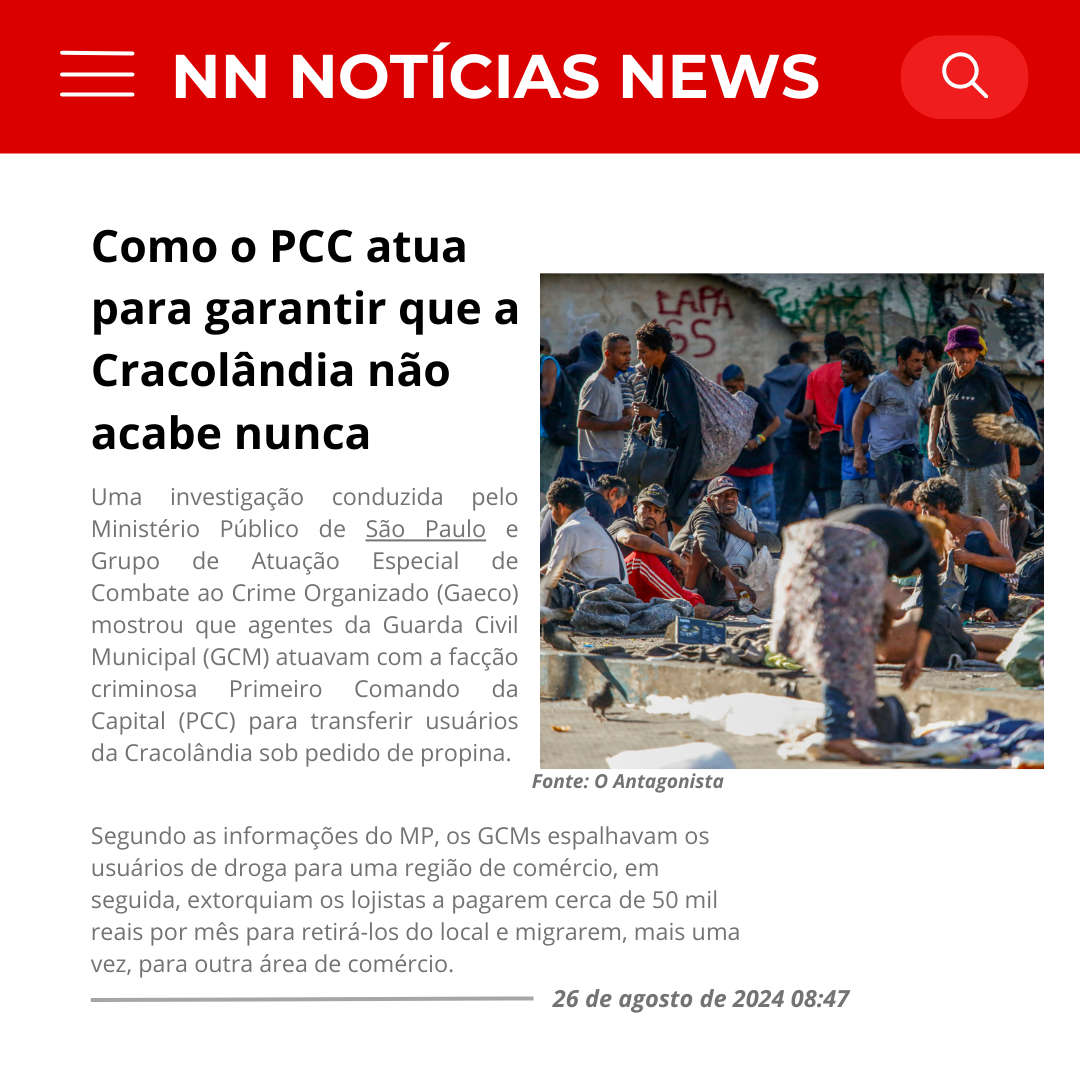 NN NOTÍCIAS NEWS
Como o PCC atua
para garantir que a
Cracolândia não
acabe nunca
Uma investigação conduzida pelo
Ministério Público de São Paulo e
Grupo de Atuação Especial de
Combate ao Crime Organizado (Gaeco)
mostrou que agentes da Guarda Civil
Municipal (GCM) atuavam com a facção
criminosa Primeiro Comando da
Capital (PCC) para transferir usuários
da Cracolândia sob pedido de propina.
LAPA
Fonte: O Antagonista
Segundo as informações do MP, os GCMs espalhavam os
usuários de droga para uma região de comércio, em
seguida, extorquiam os lojistas a pagarem cerca de 50 mil
reais por mês para retirá-los do local e migrarem, mais uma
vez, para outra área de comércio.
26 de agosto de 2024 08:47